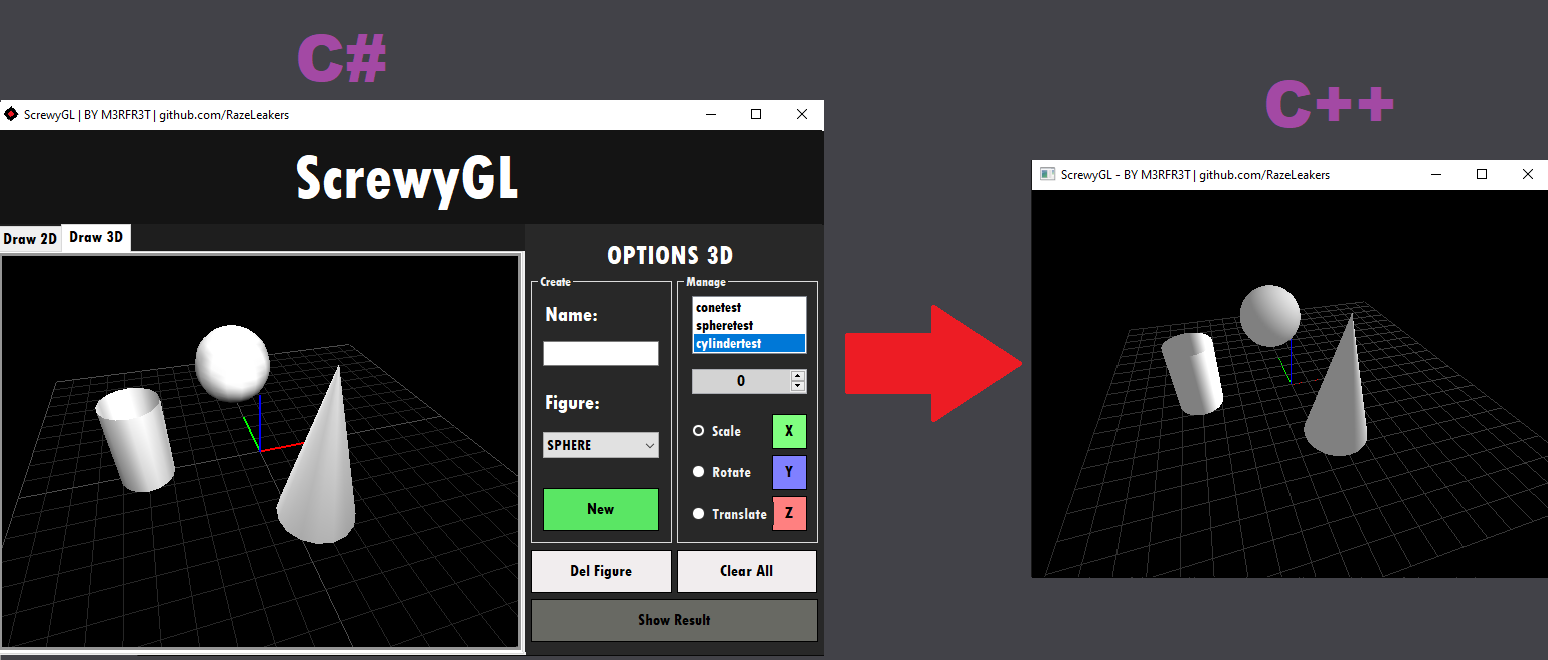 C#
C++
ScrewyGL | BY M3RFR3T | github.com/RazeLeakers
ScrewyGL - BY M3RFR3T | github.com/RazeLeakers
ScrewyGL
Draw 2D
Draw 3D
OPTIONS 3D
Create
Name:
Figure:
SPHERE
New
Manage
conetest
spheretest
cylindertest
0
Scale
X
Rotate
Y
Translate
Z
Del Figure
Clear All
Show Result